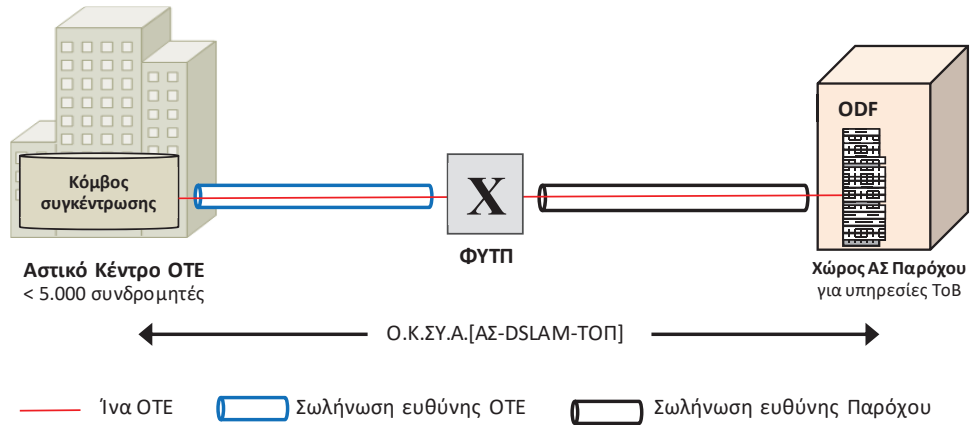 ODF
Κόμβος
συγκέντρωσης
X
ΦΥΤΠ
Αστικό Κέντρο ΟΤΕ
< 5.000 συνδρομητές
Χώρος ΑΣ Παρόχου
για υπηρεσίες ToB
Ο.Κ.ΣΥ.Α.[ΑΣ-DSLAM-ΤΟΠ]
Ίνα ΟΤΕ
Σωλήνωση ευθύνης ΟΤΕ
Σωλήνωση ευθύνης Παρόχου